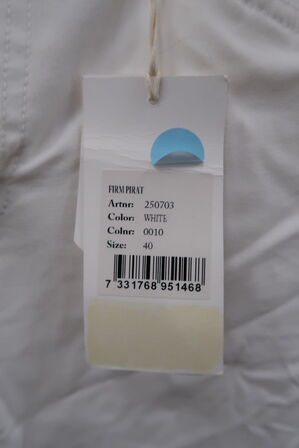 FIRM PIRAT
Artnr: 250703
Color: WHITE
Colnr: 0010
Size: 40
7 331768 951468